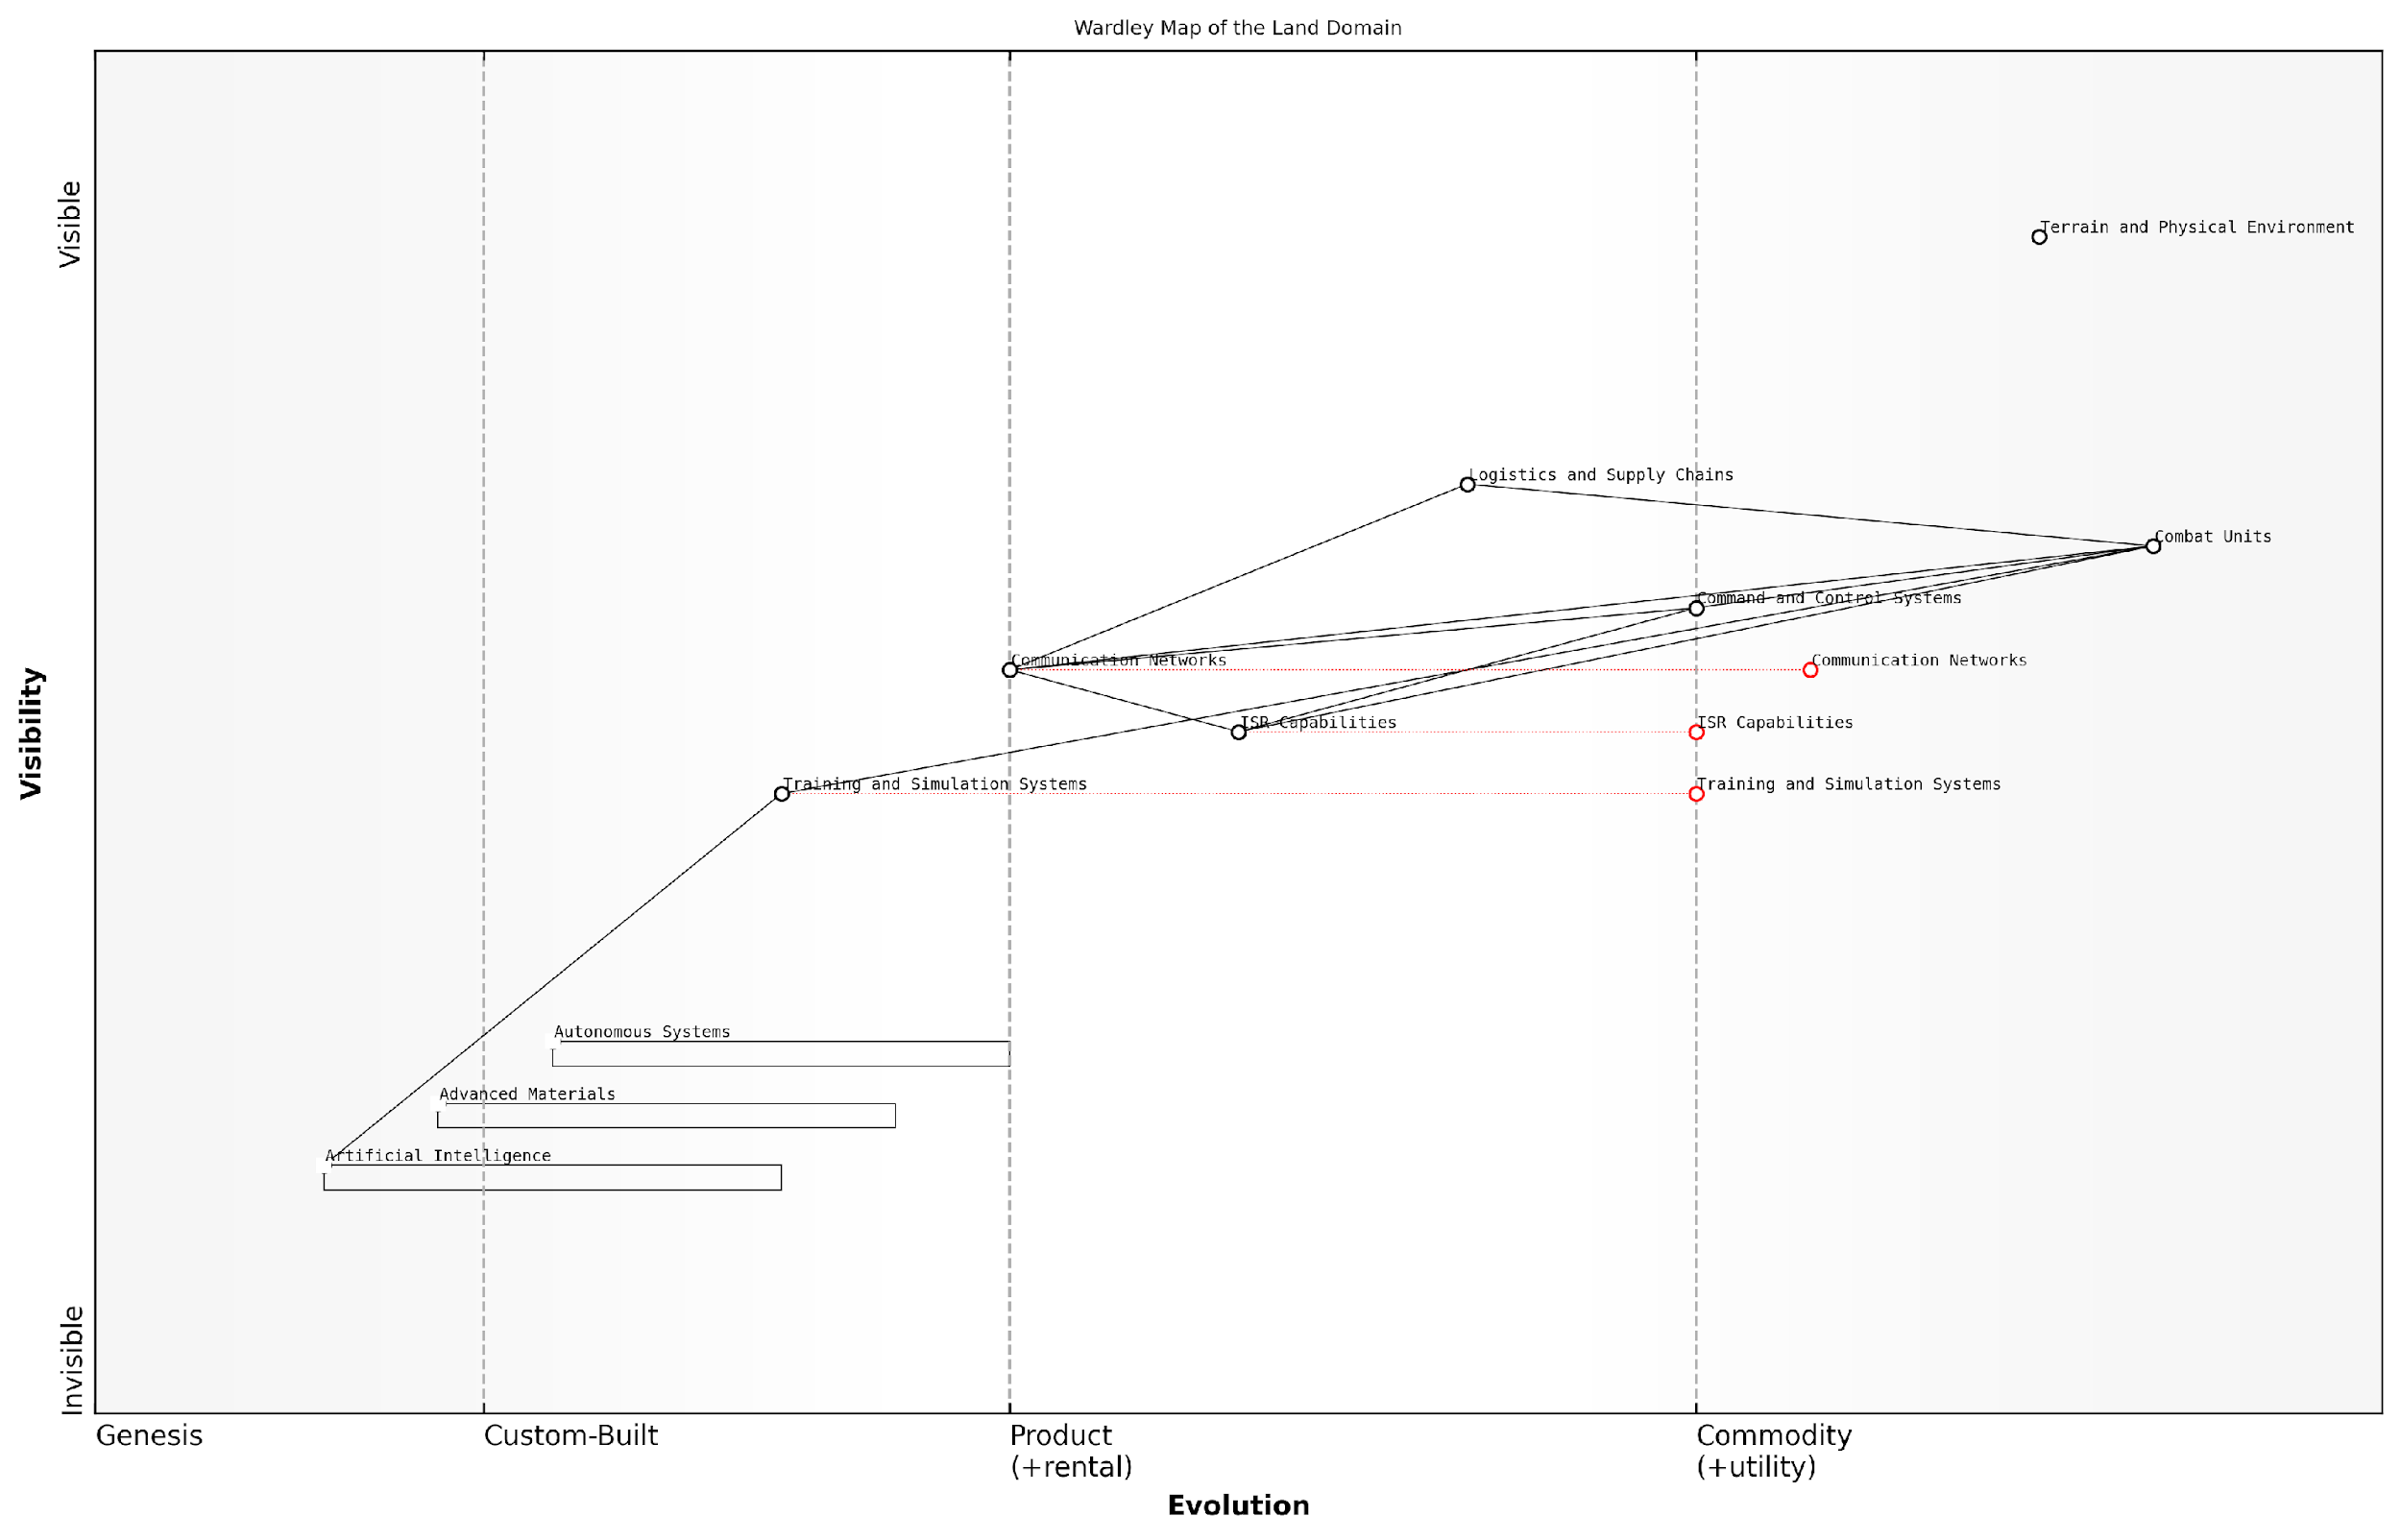 Wardley Map of the Land Domain
Visible
Terrain and Physical Environment
Logistics and Supply Chains
Combat Units
Command and Control Systems
Communication Networks
Communication Networks
ISR Capabilities
ISR Capabilities
Training and Simulation Systems
Training and Simulation Systems
Visibility
Autonomous Systems
Advanced Materials
Artificial Intelligence
Invisible
Genesis
Custom-Built
Product
(+rental)
Commodity
(+utility)
Evolution